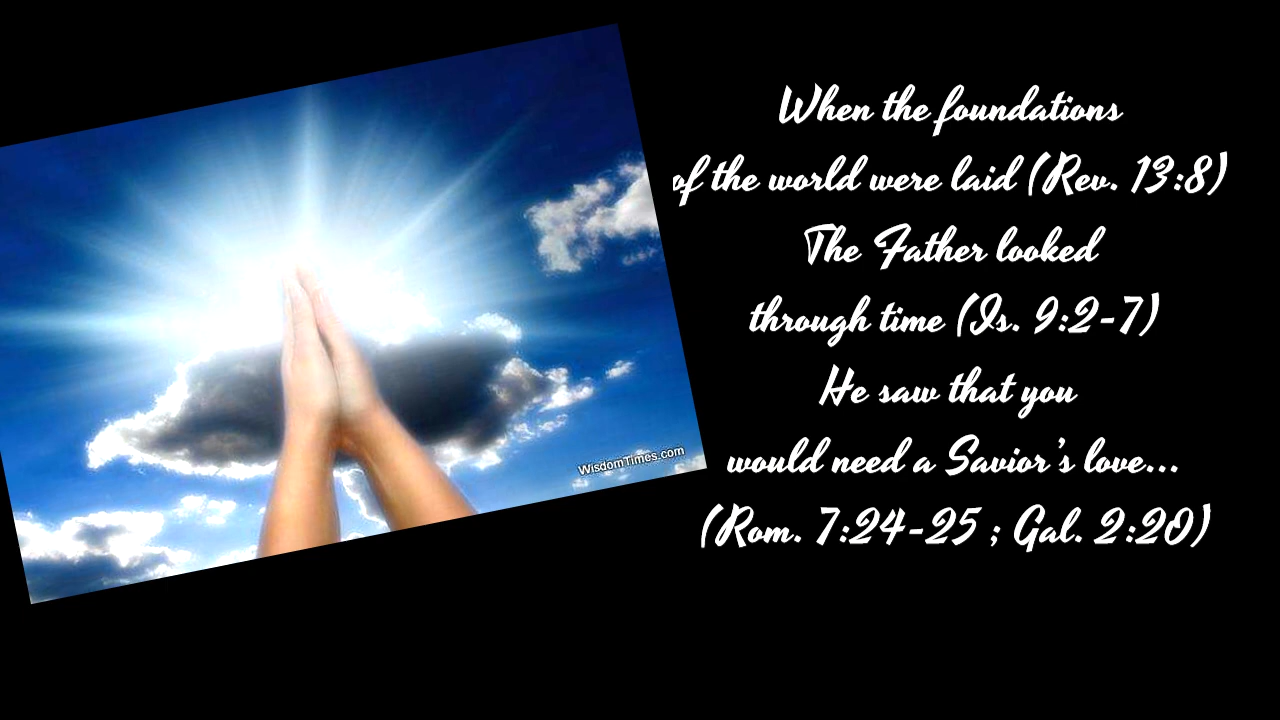 When the foundations
of the world were laid (Rev. 13:8)
The Father looked
through time (Is. 9:2-7)
He saw that you
would need a Savior's love...
(Rom. 7:24-25 ; Gal. 2:20)
WisdomTimes.com